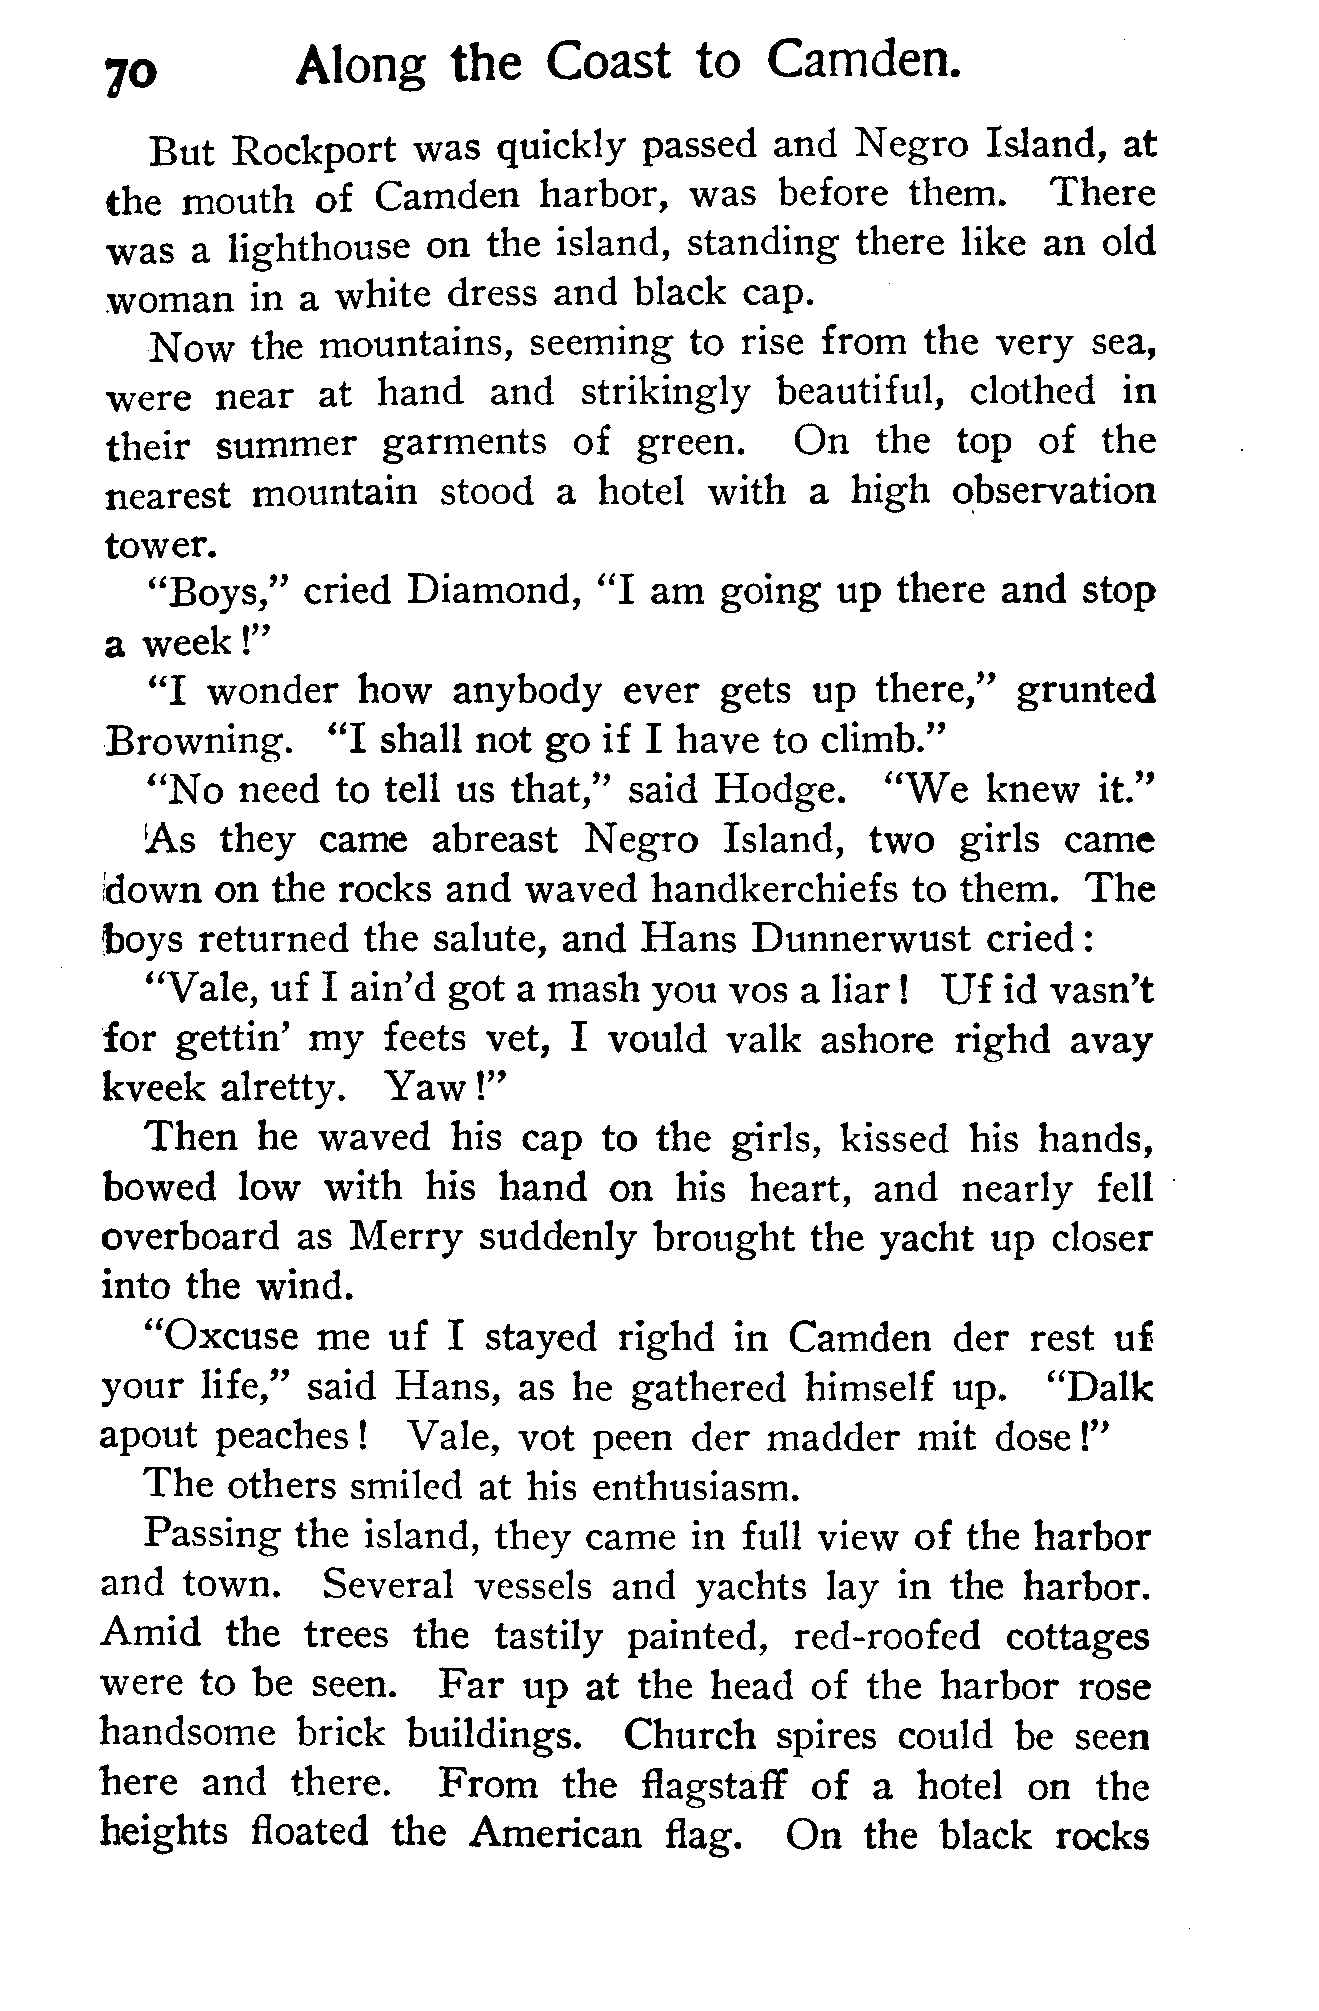 70 Along the Coast to Camden.
But Rockport was quickly passed and Negro Island, at
the mouth of Camden harbor, was before them. There
was a lighthouse on the island, standing there like an old
woman in a white dress and black cap.
Now the mountains, seeming to rise from the very sea,
were near at hand and strikingly beautiful, clothed in
their summer garments of green. On the top of the
nearest mountain stood a hotel with a high observation
tower.
“Boys,” cried Diamond, “I am going up there and stop
a week!”
“I wonder how anybody ever gets up there,” grunted
Browning. “I shall not go if I have to climb.”
“No need to tell us that,” said Hodge. “We knew it.”
As they came abreast Negro Island, two girls came
down on the rocks and waved handkerchiefs to them. The
boys returned the salute, and Hans Dunnerwust cried:
“Vale, uf I ain’d got a mash you vos a liar! Uf id vasn’t
for gettin’ my feets vet, I vould valk ashore righd avay
kveek alretty. Yaw!”
Then he waved his cap to the girls, kissed his hands,
bowed low with his hand on his heart, and nearly fell
overboard as Merry suddenly brought the yacht up closer
into the wind.
“Oxcuse me uf I stayed righd in Camden der rest uf
your life,” said Hans, as he gathered himself up. “Dalk
apout peaches! Vale, vot peen der madder mit dose!”
The others smiled at his enthusiasm.
Passing the island, they came in full view of the harbor
and town. Several vessels and yachts lay in the harbor.
Amid the trees the tastily painted, red-roofed cottages
were to be seen. Far up at the head of the harbor rose
handsome brick buildings. Church spires could be seen
here and there. From the flagstaff of a hotel on the
heights floated the American flag. On the black rocks